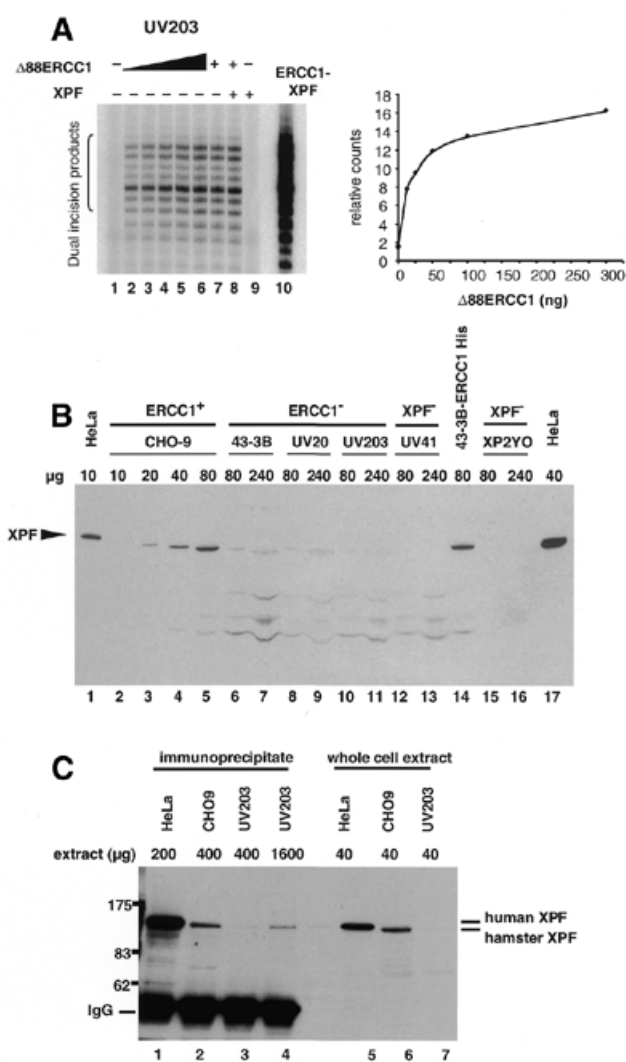 A
UV203
Δ88ERCC1 – + +
XPF – – – – – – – + +
ERCC1-
XPF
Dual incision products
1 2 3 4 5 6 7 8 9 10
relative counts
18
16
14
12
10
8
6
4
2
0
0 50 100 150 200 250 300
Δ88ERCC1 (ng)
B
HeLa
ERCC1+
ERCC1-
XPF-
43-3B-ERCC1 His
XPF-
HeLa
CHO-9
43-3B
UV20
UV203
UV41
XP2YO
µg 10 10 20 40 80 80 240 80 240 80 240 80 240 80 80 240 40
XPF
1 2 3 4 5 6 7 8 9 10 11 12 13 14 15 16 17
C
immunoprecipitate
whole cell extract
HeLa
CHO9
UV203
UV203
HeLa
CHO9
UV203
extract (µg) 200 400 400 1600 40 40 40
175
83
62
IgG
human XPF
hamster XPF
1 2 3 4 5 6 7